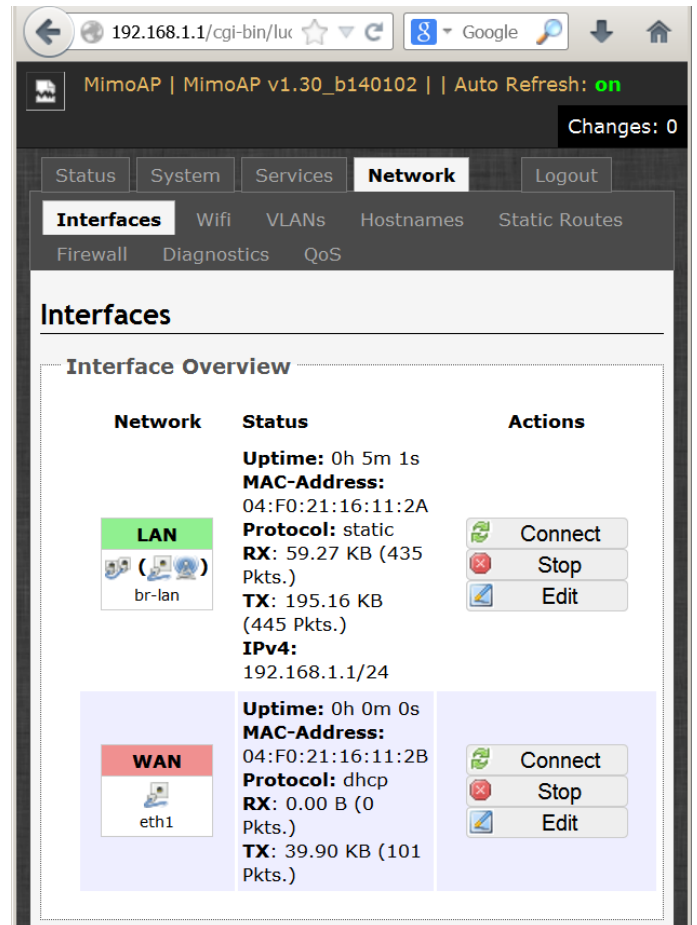 192.168.1.1/cgi-bin/luc
8
Google
MimoAP | MimoAP v1.30_b140102 | | Auto Refresh: on
Changes: 0
Status System Services Network Logout
Interfaces Wifi VLANs Hostnames Static Routes
Firewall Diagnostics QoS
Interfaces
Interface Overview
Network Status Actions
LAN
( )
br-lan
Uptime: 0h 5m 1s
MAC-Address:
04:F0:21:16:11:2A
Protocol: static
RX: 59.27 KB (435
Pkts.)
TX: 195.16 KB
(445 Pkts.)
IPv4:
192.168.1.1/24
Connect
Stop
Edit
WAN
eth1
Uptime: 0h 0m 0s
MAC-Address:
04:F0:21:16:11:2B
Protocol: dhcp
RX: 0.00 B (0
Pkts.)
TX: 39.90 KB (101
Pkts.)
Connect
Stop
Edit